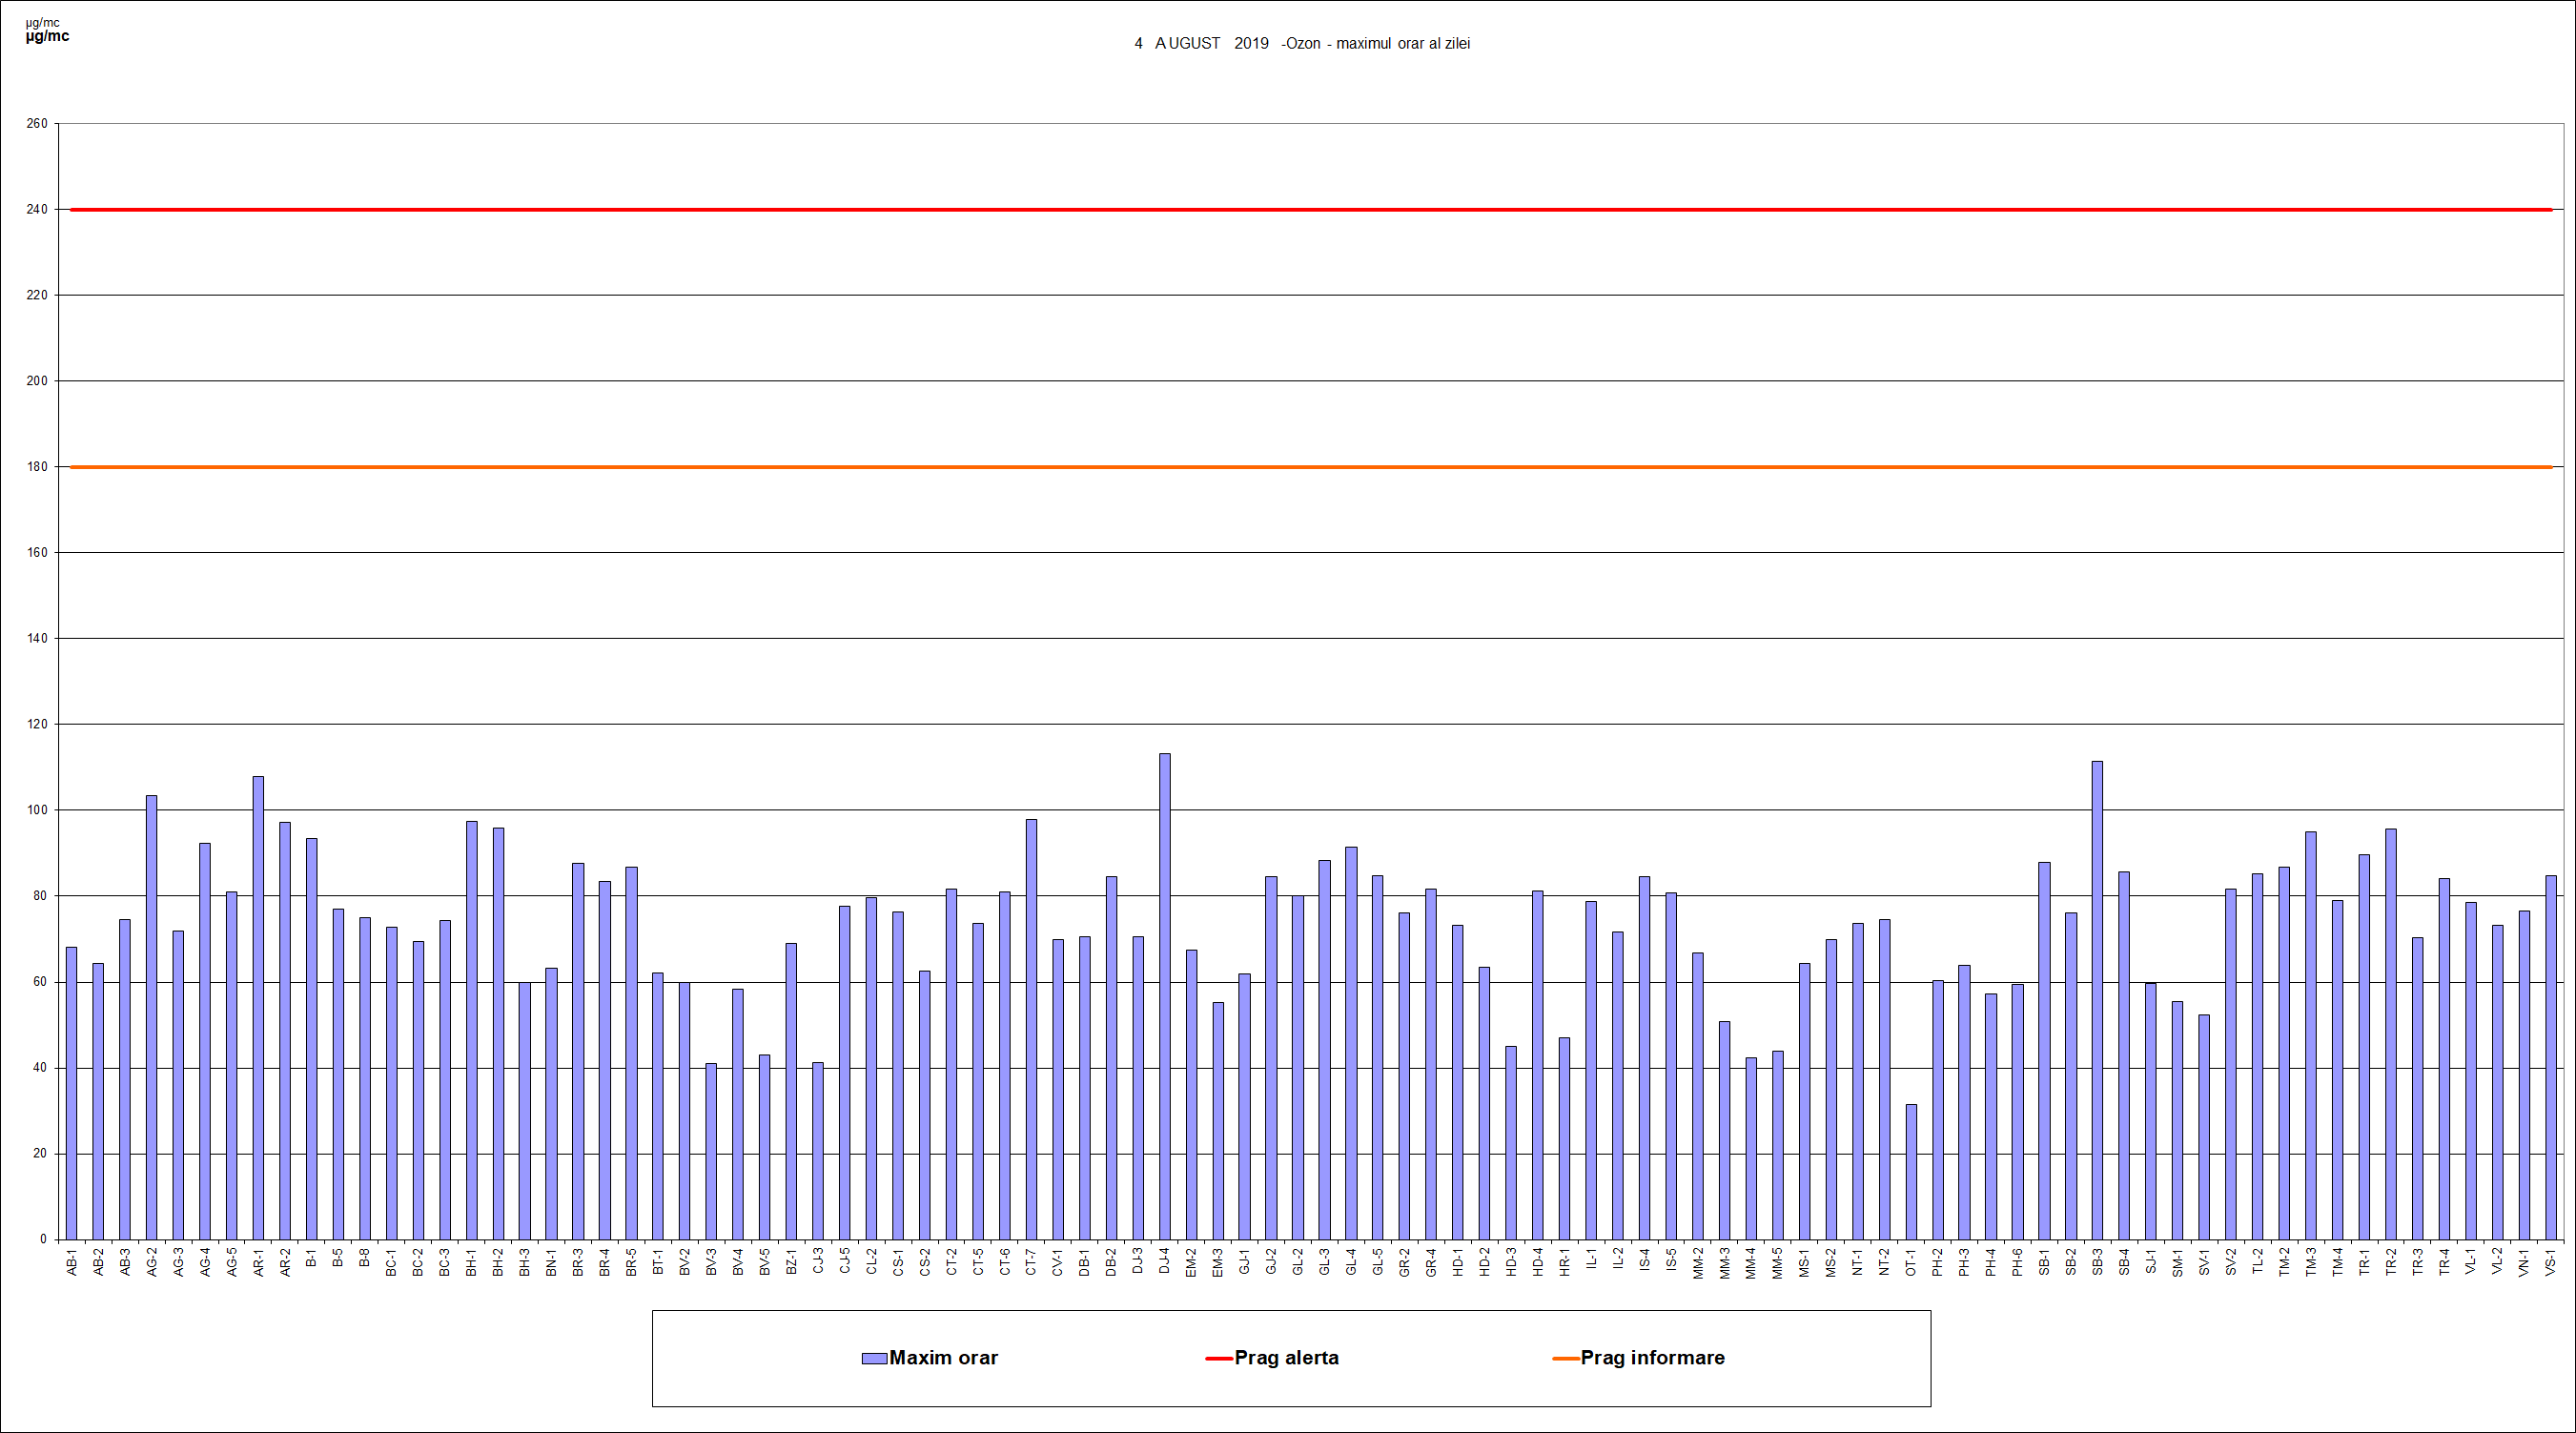 µg/mc
µg/mc
4 AUGUST 2019 -Ozon - maximul orar al zilei
260
240
220
200
180
160
140
120
100
80
60
40
20
0
AB-1 AB-2 AB-3 AG-2 AG-3 AG-4 AG-5 AR-1 AR-2 B-1 B-5 B-8 BC-1 BC-2 BC-3 BH-1 BH-2 BH-3 BN-1 BR-3 BR-4 BR-5 BT-1 BV-2 BV-3 BV-4 BV-5 BZ-1 CJ-3 CJ-5 CL-2 CS-1 CS-2 CT-2 CT-5 CT-6 CT-7 CV-1 DB-1 DB-2 DJ-3 DJ-4 EM-2 EM-3 GJ-1 GJ-2 GL-2 GL-3 GL-4 GL-5 GR-2 GR-4 HD-1 HD-2 HD-3 HD-4 HR-1 IL-1 IL-2 IS-4 IS-5 MM-2 MM-3 MM-4 MM-5 MS-1 MS-2 NT-1 NT-2 OT-1 PH-2 PH-3 PH-4 PH-6 SB-1 SB-2 SB-3 SB-4 SJ-1 SM-1 SV-1 SV-2 TL-2 TM-2 TM-3 TM-4 TR-1 TR-2 TR-3 TR-4 VL-1 VL-2 VN-1 VS-1
Maxim orar Prag alerta Prag informare